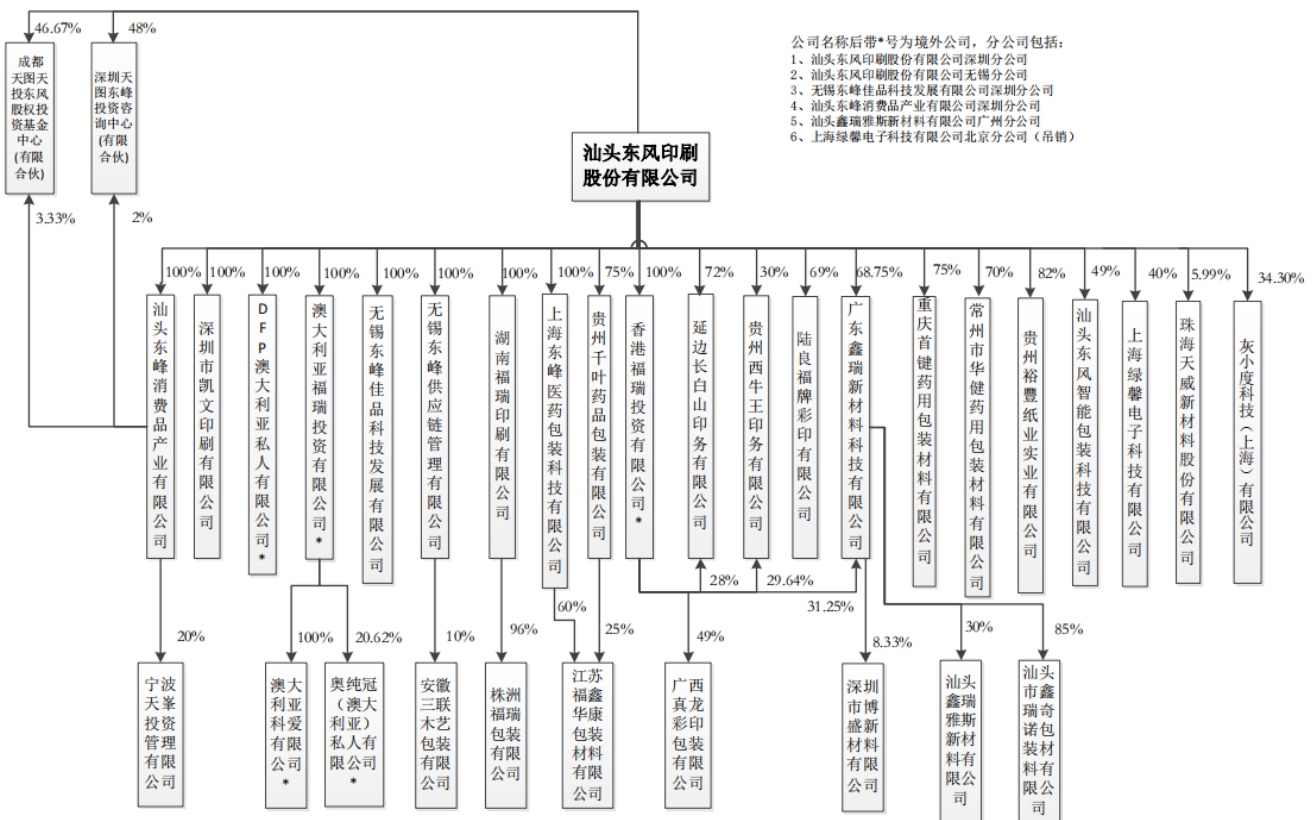 46.67%
48%
成都
天图天
投东风
股权投
资基金
中心
(有限
合伙)
深圳天
图东峰
投资咨
询中心
(有限
合伙)
公司名称后带*号为境外公司，分公司包括：
1、汕头东风印刷股份有限公司深圳分公司
2、汕头东风印刷股份有限公司无锡分公司
3、无锡东峰佳品科技发展有限公司深圳分公司
4、汕头东峰消费品产业有限公司深圳分公司
5、汕头鑫瑞雅斯新材料有限公司广州分公司
6、上海绿馨电子科技有限公司北京分公司（吊销）
汕头东风印刷
股份有限公司
3.33%
2%
100%
100%
100%
100%
100%
100%
100%
100%
75%
100%
72%
30%
69%
68.75%
75%
70%
82%
49%
40%
5.99%
34.30%
汕头东峰消费品产业有限公司
深圳市凯文印刷有限公司
DFP澳大利亚私人有限公司*
澳大利亚福瑞投资有限公司*
无锡东峰佳品科技发展有限公司
无锡东峰供应链管理有限公司
湖南福瑞印刷有限公司
上海东峰医药包装科技有限公司
贵州千叶药品包装有限公司
香港福瑞投资有限公司*
延边长白山印务有限公司
贵州西牛王印务有限公司
陆良福牌彩印有限公司
广东鑫瑞新材料科技有限公司
重庆首键药用包装材料有限公司
常州市华健药用包装材料有限公司
贵州裕豐纸业实业有限公司
汕头东风智能包装科技有限公司
上海绿馨电子科技有限公司
珠海天威新材料股份有限公司
灰小度科技（上海）有限公司
28%
29.64%
31.25%
20%
100%
20.62%
10%
96%
60%
25%
49%
8.33%
30%
85%
宁波
天峯
投资
管理
有限
公司
澳大
利亚
科爱
有限
公司
*
奥纯冠
（澳大
利亚）
私人有
限公司
*
安徽
三联
木艺
包装
有限
公司
株洲
福瑞
包装
有限
公司
江苏
福鑫
华康
包装
材料
有限
公司
广西
真龙
彩印
包装
有限
公司
深圳
市博
盛新
材料
有限
公司
汕头
鑫瑞
雅斯
新材
料有
限公
司
汕头
市鑫
瑞奇
诺包
装材
料有
限公
司